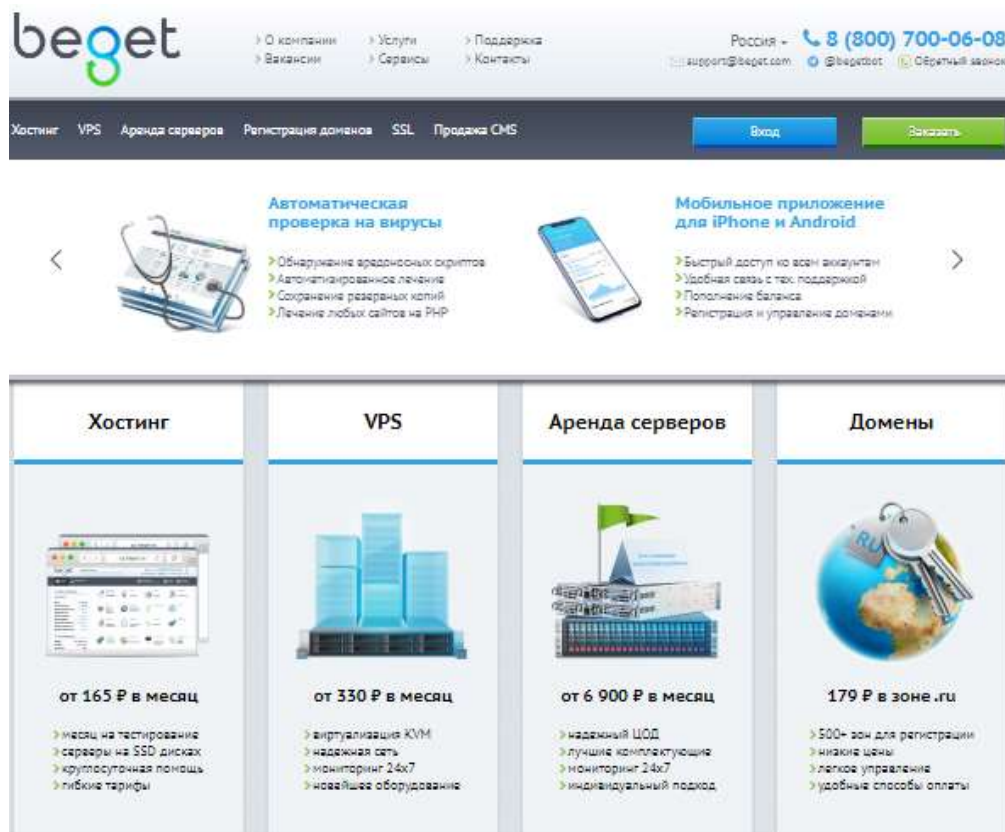 beget
О компании
Услуги
Поддержка
Вакансии
Сервисы
Контакты
Россия
8 (800) 700-06-08
support@beget.com
@begetbot
Обратный звонок
Хостинг
VPS
Аренда серверов
Регистрация доменов
SSL
Продажа CMS
Вход
Заказать
Автоматическая
проверка на вирусы
Обнаружение вредоносных скриптов
Автоматизированное лечение
Сохранение резервных копий
Лечение любых сайтов на PHP
Мобильное приложение
для iPhone и Android
Быстрый доступ ко всем аккаунтам
Удобная связь с тех. поддержкой
Пополнение баланса
Регистрация и управление доменами
Хостинг
VPS
Аренда серверов
Домены
RU
от 165 ₽ в месяц
месяц на тестирование
серверы на SSD дисках
круглосуточная помощь
гибкие тарифы
от 330 ₽ в месяц
виртуализация KVM
надежная сеть
мониторинг 24x7
новейшее оборудование
от 6 900 ₽ в месяц
надежный ЦОД
лучшие комплектующие
мониторинг 24x7
индивидуальный подход
179 ₽ в зоне .ru
500+ зон для регистрации
низкие цены
легкое управление
удобные способы оплаты